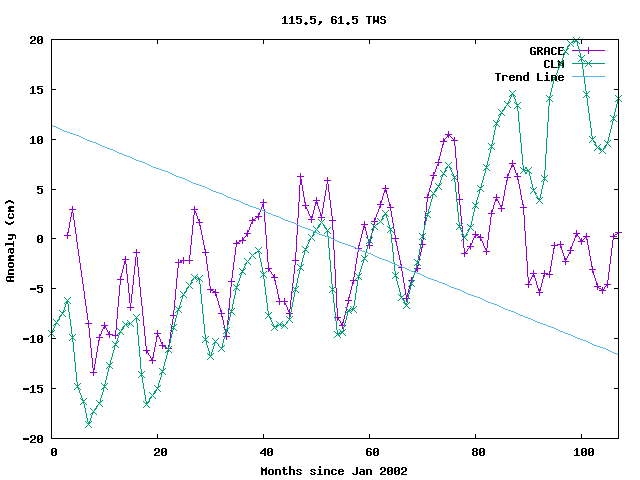 115.5, 61.5 TWS
GRACE
CLM
Trend Line
20
15
10
5
0
-5
-10
-15
-20
Anomaly (cm)
0 20 40 60 80 100
Months since Jan 2002